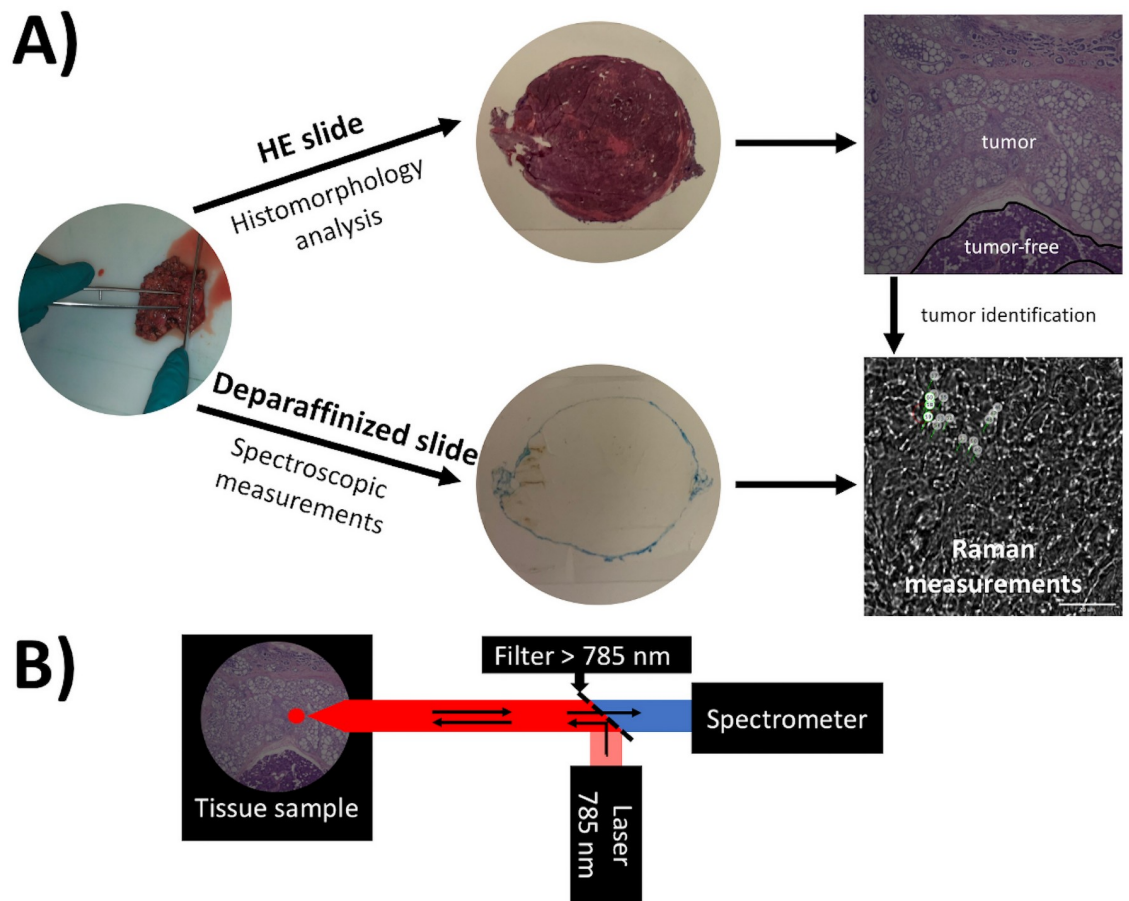 A)
HE slide
Histomorphology
analysis
tumor
tumor-free
tumor identification
Deparaffinized slide
Spectroscopic
measurements
Raman
measurements
B)
Filter > 785 nm
Spectrometer
Tissue sample
Laser
785 nm